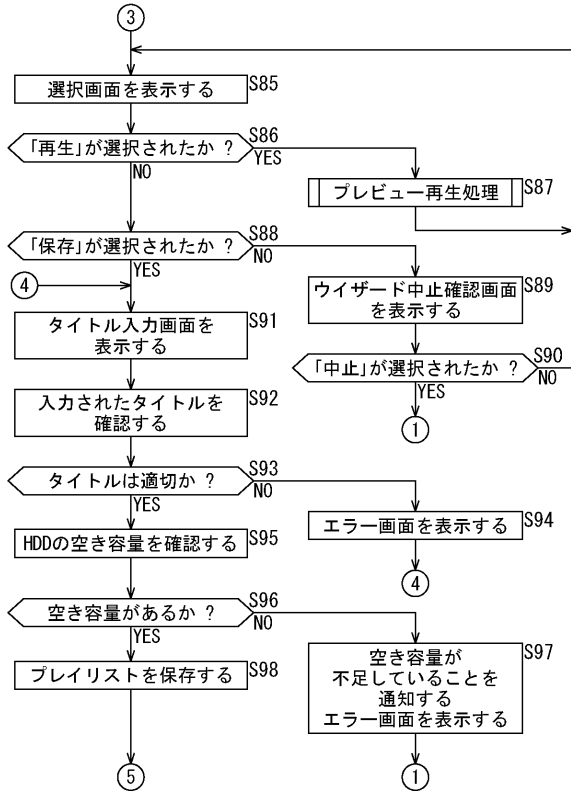 3
選択画面を表示する S85
「再生」が選択されたか ? S86
YES
NO
プレビュー再生処理 S87
「保存」が選択されたか ? S88
YES
NO
4
ウイザード中止確認画面
を表示する
S89
タイトル入力画面を
表示する
S91
「中止」が選択されたか ? S90
NO
YES
1
入力されたタイトルを
確認する
S92
タイトルは適切か ? S93
NO
YES
エラー画面を表示する S94
4
HDDの空き容量を確認する S95
空き容量があるか ? S96
NO
YES
空き容量が
不足していることを
通知する
エラー画面を表示する
S97
プレイリストを保存する S98
5
1